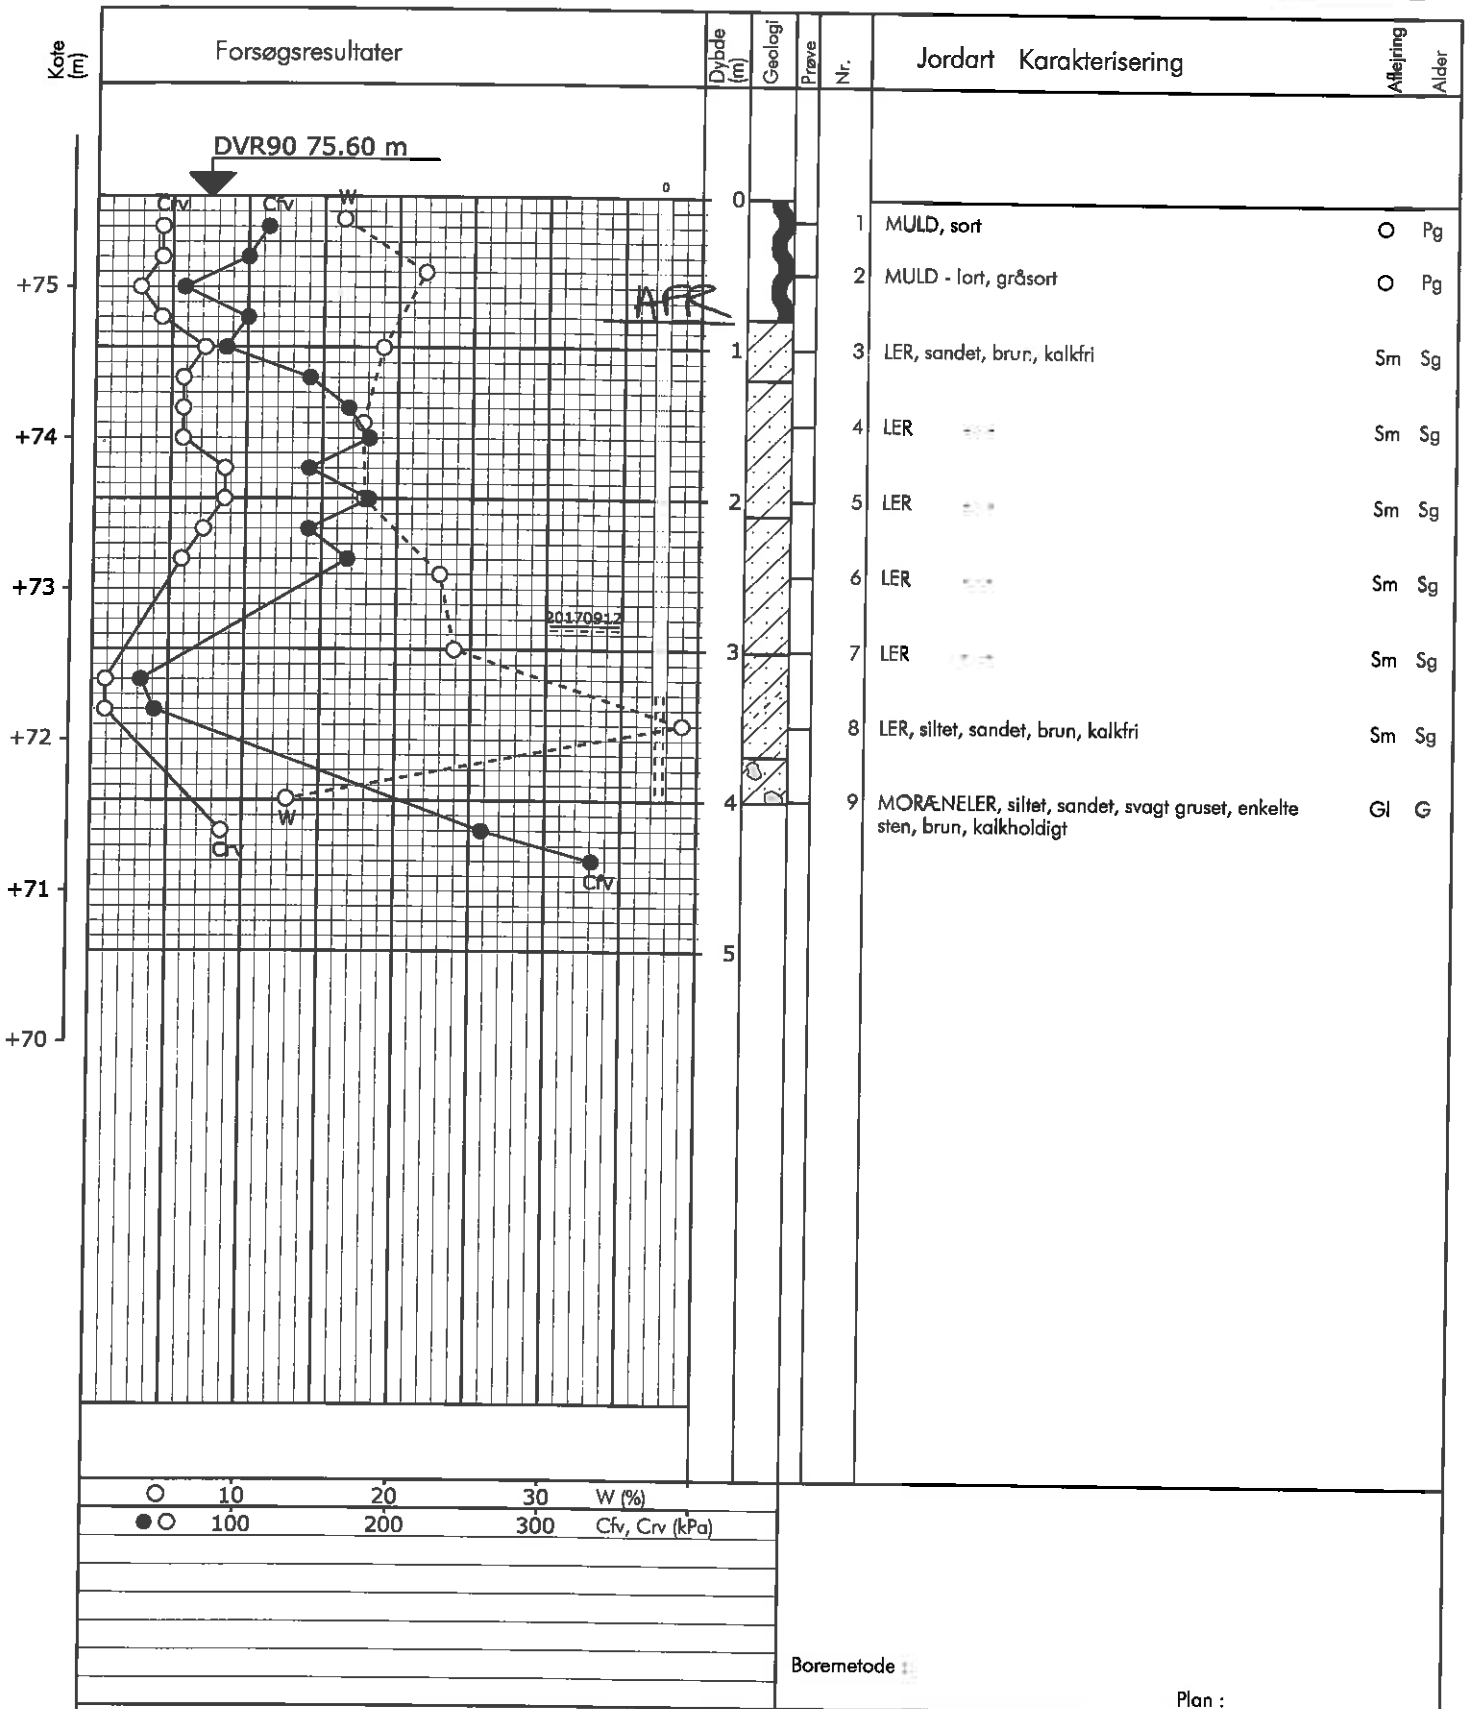 Kote (m)
Forsøgsresultater
Dybde (m)
Geologi
Prøve
Nr.
Jordart Karakterisering
Aflejring
Alder
DVR90 75.60 m
Crv Cfv W 0
0
1 MULD, sort O Pg
+75
2 MULD - lort, gråsort O Pg
AFR
1
3 LER, sandet, brun, kalkfri Sm Sg
+74
4 LER -"- Sm Sg
2
5 LER -"- Sm Sg
+73
6 LER -"- Sm Sg
20170912
3
7 LER -"- Sm Sg
+72
8 LER, siltet, sandet, brun, kalkfri Sm Sg
4
9 MORÆNELER, siltet, sandet, svagt gruset, enkelte Gl G
sten, brun, kalkholdigt
W
Crv
Cfv
+71
5
+70
10 20 30 W (%)
100 200 300 Cfv, Crv (kPa)
Boremetode :
Plan :